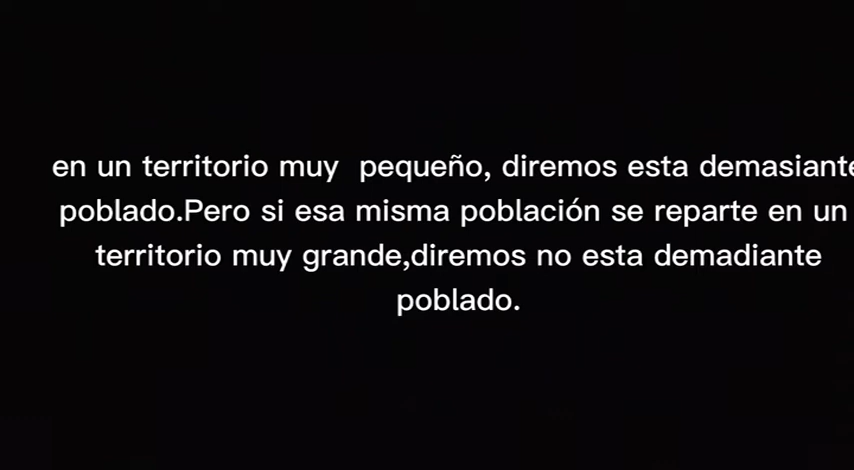 en un territorio muy  pequeño, diremos esta demasiante
poblado.Pero si esa misma población se reparte en un
territorio muy grande,diremos no esta demadiante
poblado.